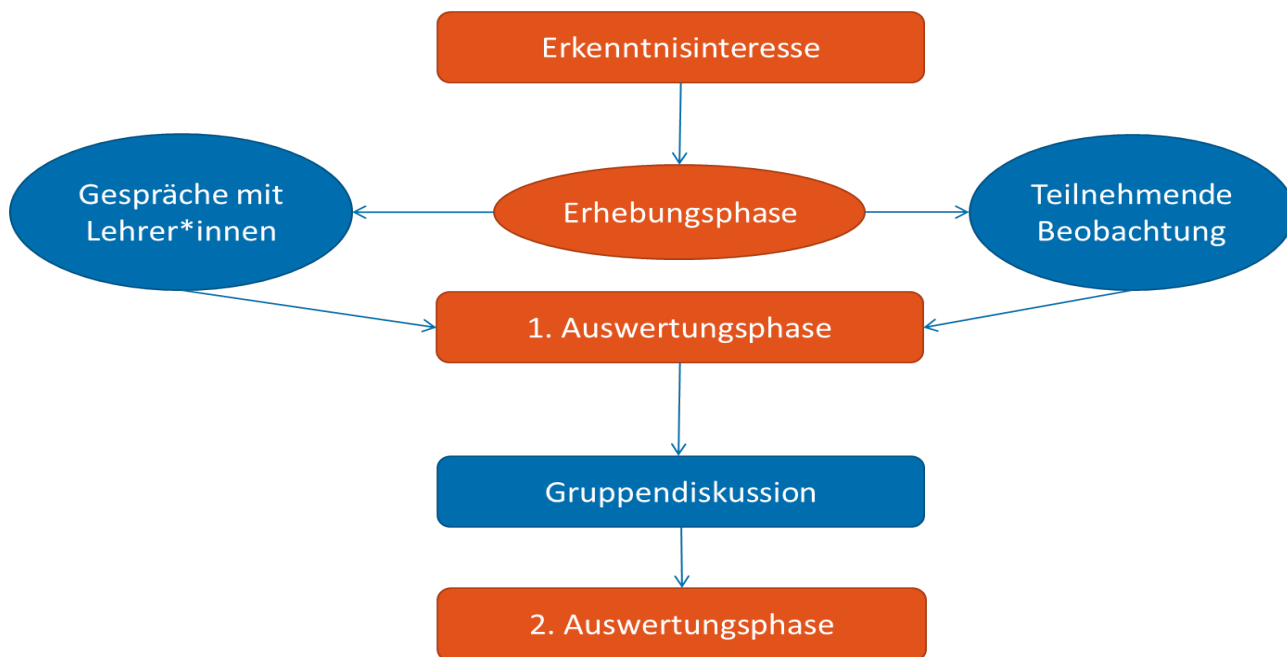 Erkenntnisinteresse
Gespräche mit
Lehrer*innen
Erhebungsphase
Teilnehmende
Beobachtung
1. Auswertungsphase
Gruppendiskussion
2. Auswertungsphase